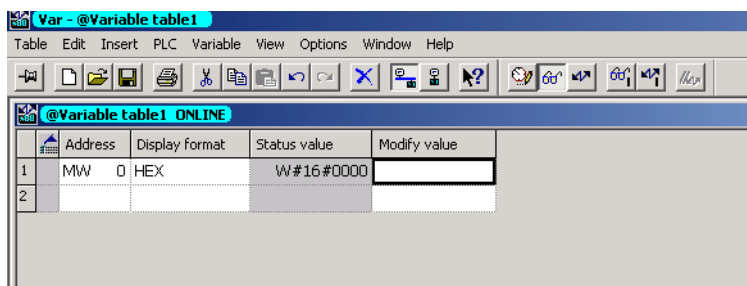 Var - @Variable table1
Table Edit Insert PLC Variable View Options Window Help
@Variable table1 ONLINE
Address Display format Status value Modify value
1 MW 0 HEX W#16#0000
2